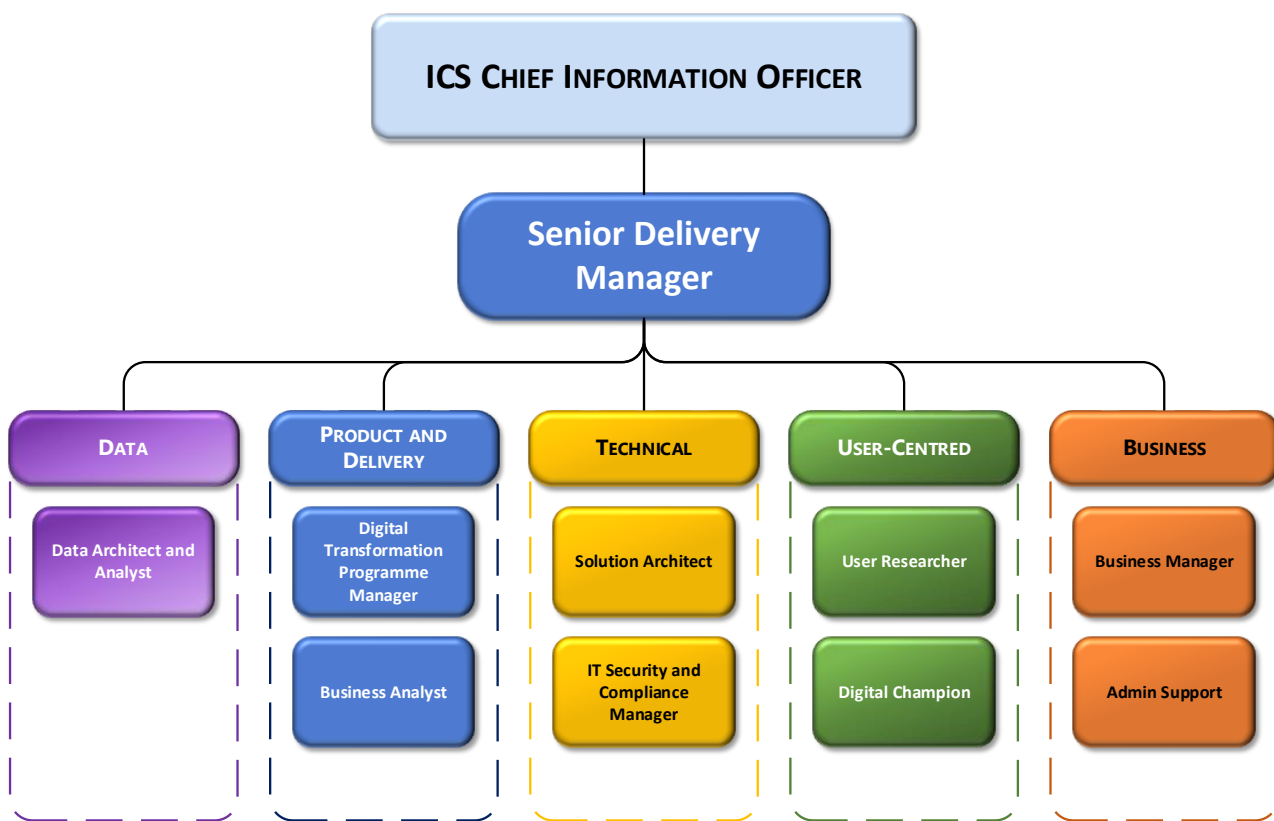 ICS CHIEF INFORMATION OFFICER
Senior Delivery
Manager
DATA
PRODUCT AND
DELIVERY
TECHNICAL
USER-CENTRED
BUSINESS
Data Architect and
Analyst
Digital
Transformation
Programme
Manager
Solution Architect
User Researcher
Business Manager
Business Analyst
IT Security and
Compliance
Manager
Digital Champion
Admin Support